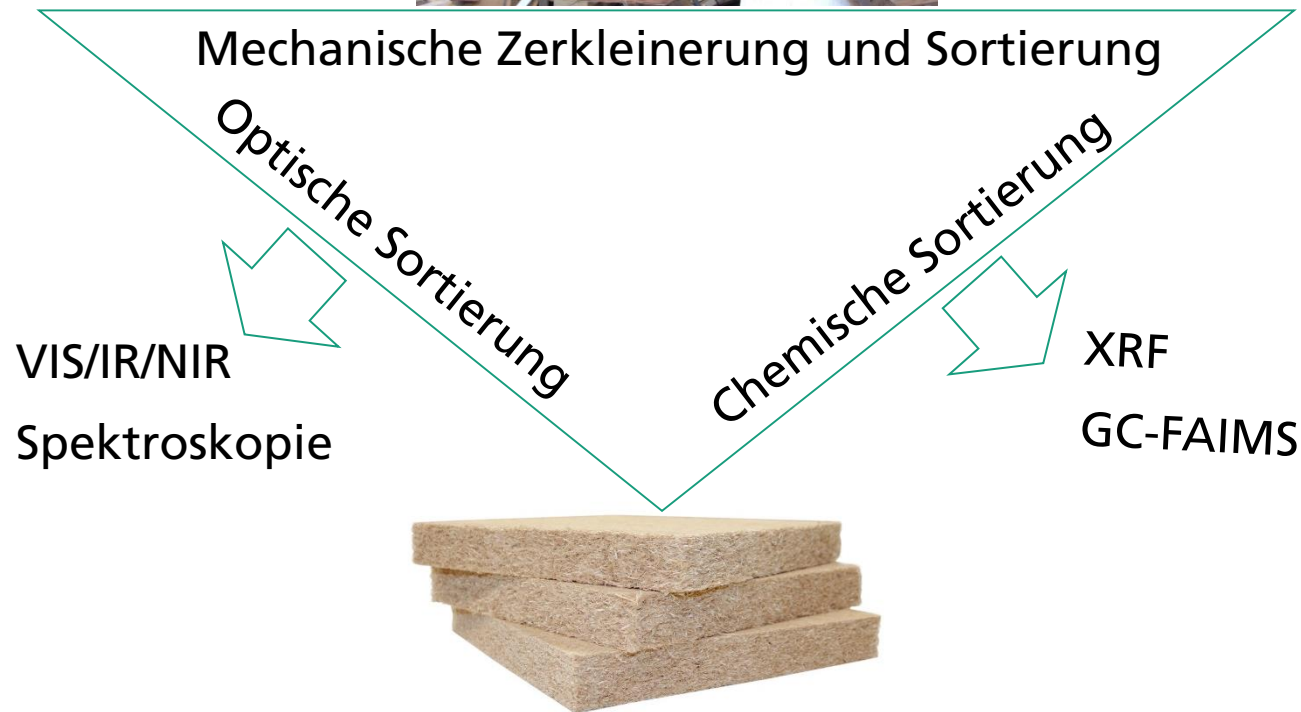 Mechanische Zerkleinerung und Sortierung
Optische Sortierung
Chemische Sortierung
VIS/IR/NIR
Spektroskopie
XRF
GC-FAIMS